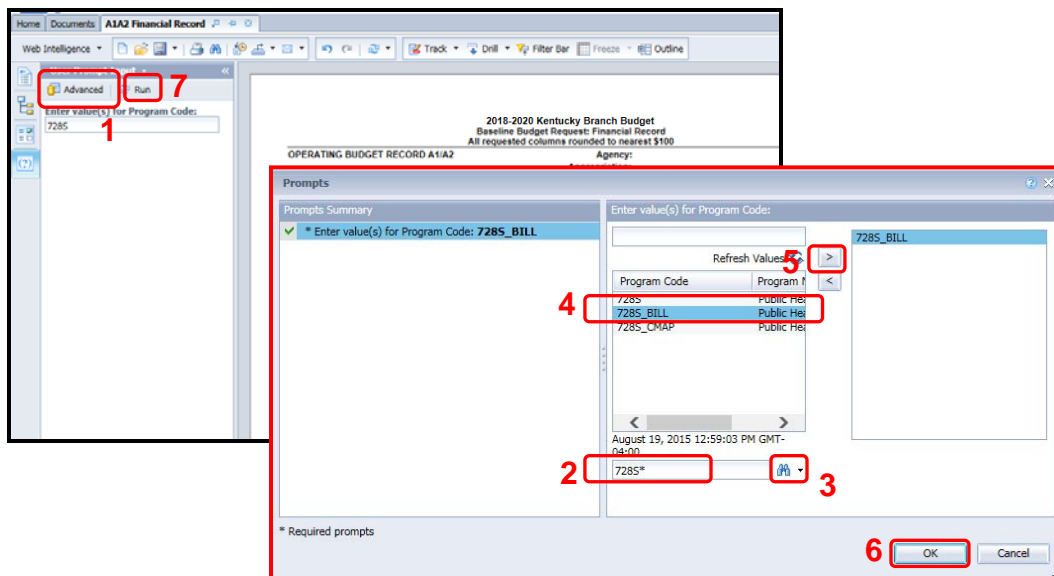 Home Documents A1A2 Financial Record
Web Intelligence Track Drill Filter Bar Freeze Outline
User Prompt Input «
Advanced Run 7
1
Enter value(s) for Program Code:
728S
2018-2020 Kentucky Branch Budget
Baseline Budget Request: Financial Record
All requested columns rounded to nearest $100
OPERATING BUDGET RECORD A1/A2 Agency:
Prompts
Prompts Summary
* Enter value(s) for Program Code: 728S_BILL
Enter value(s) for Program Code:
Refresh Values
5 >
<
728S_BILL
Program Code Program
728S Public Hea
4 728S_BILL Public Hea
728S_CMAP Public Hea
August 19, 2015 12:59:03 PM GMT-
04:00
2 728S* 3
* Required prompts
6 OK Cancel